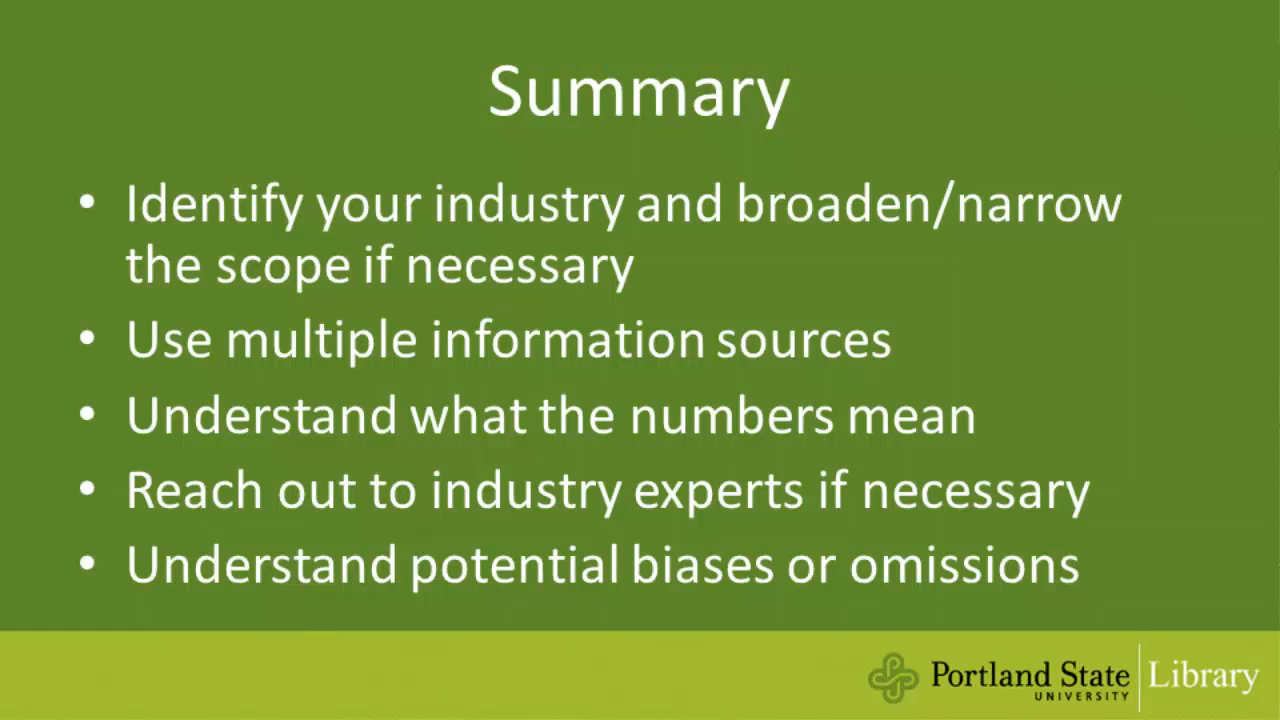 Summary
• Identify your industry and broaden/narrow
the scope if necessary
• Use multiple information sources
• Understand what the numbers mean
• Reach out to industry experts if necessary
• Understand potential biases or omissions
Portland State Library
UNIVERSITY